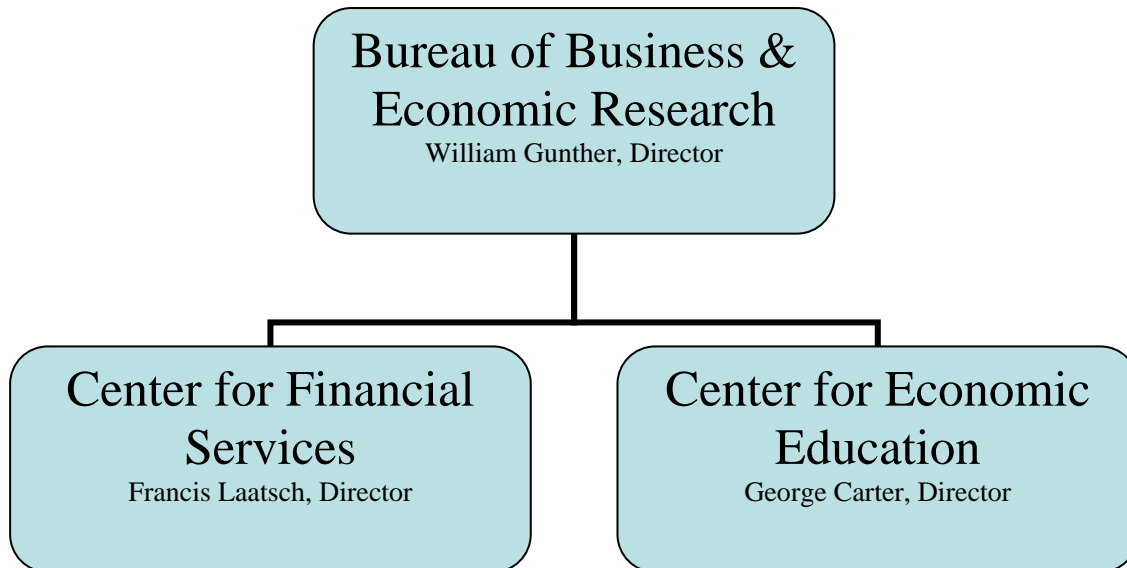 Bureau of Business &
Economic Research
William Gunther, Director
Center for Financial
Services
Francis Laatsch, Director
Center for Economic
Education
George Carter, Director